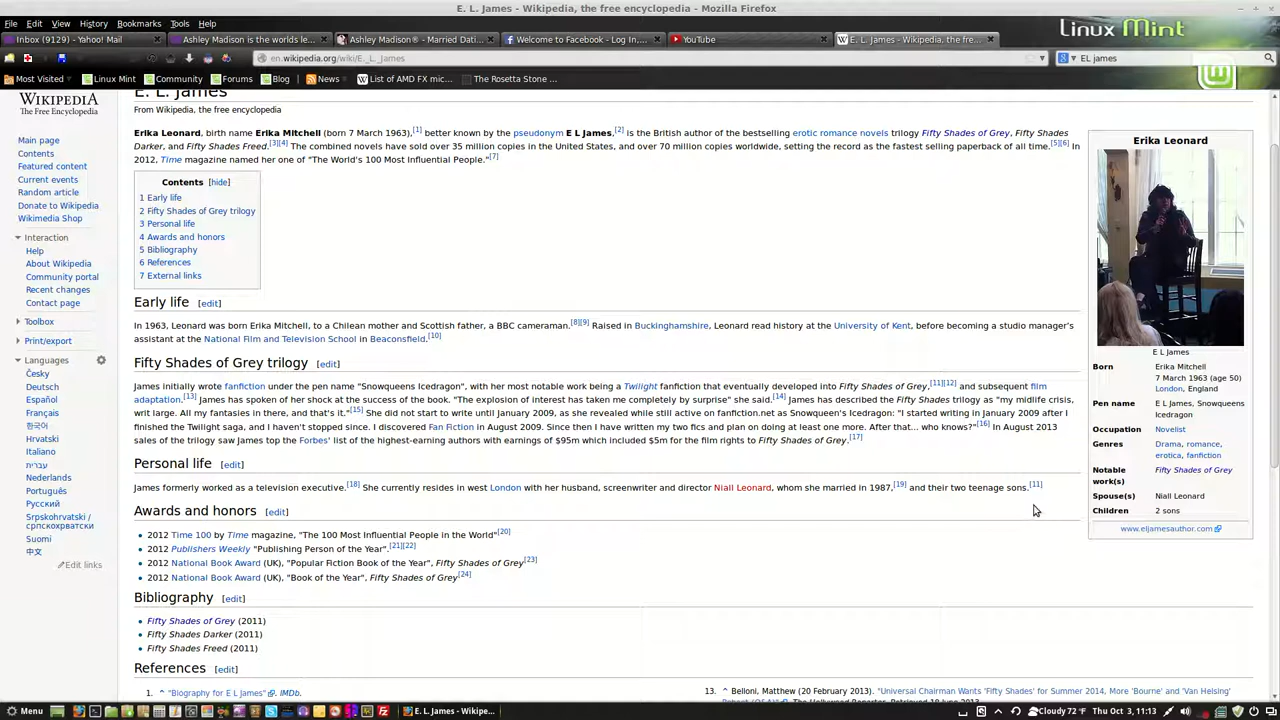 E. L. James - Wikipedia, the free encyclopedia - Mozilla Firefox
File Edit View History Bookmarks Tools Help
Linux Mint
Inbox (9129) - Yahoo! Mail
Ashley Madison is the worlds le...
Ashley Madison® - Married Dati...
Welcome to Facebook - Log In,...
YouTube
E. L. James - Wikipedia, the fre...
en.wikipedia.org/wiki/E._L._James
EL james
Most Visited Linux Mint Community Forums Blog News List of AMD FX mic... The Rosetta Stone ...
WIKIPEDIA
The Free Encyclopedia
Main page
Contents
Featured content
Current events
Random article
Donate to Wikipedia
Wikimedia Shop
Interaction
Help
About Wikipedia
Community portal
Recent changes
Contact page
Toolbox
Print/export
Languages
Česky
Deutsch
Español
Français
한국어
Hrvatski
Italiano
עברית
Nederlands
Português
Русский
Srpskohrvatski /
српскохрватски
Suomi
中文
Edit links
E. L. James
From Wikipedia, the free encyclopedia
Erika Leonard, birth name Erika Mitchell (born 7 March 1963),[1] better known by the pseudonym E L James,[2] is the British author of the bestselling erotic romance novels trilogy Fifty Shades of Grey, Fifty Shades
Darker, and Fifty Shades Freed.[3][4] The combined novels have sold over 35 million copies in the United States, and over 70 million copies worldwide, setting the record as the fastest selling paperback of all time.[5][6] In
2012, Time magazine named her one of "The World's 100 Most Influential People."[7]
Contents [hide]
1 Early life
2 Fifty Shades of Grey trilogy
3 Personal life
4 Awards and honors
5 Bibliography
6 References
7 External links
Early life [edit]
In 1963, Leonard was born Erika Mitchell, to a Chilean mother and Scottish father, a BBC cameraman.[8][9] Raised in Buckinghamshire, Leonard read history at the University of Kent, before becoming a studio manager's
assistant at the National Film and Television School in Beaconsfield.[10]
Fifty Shades of Grey trilogy [edit]
James initially wrote fanfiction under the pen name "Snowqueens Icedragon", with her most notable work being a Twilight fanfiction that eventually developed into Fifty Shades of Grey,[11][12] and subsequent film
adaptation.[13] James has spoken of her shock at the success of the book. "The explosion of interest has taken me completely by surprise" she said.[14] James has described the Fifty Shades trilogy as "my midlife crisis,
writ large. All my fantasies in there, and that's it."[15] She did not start to write until January 2009, as she revealed while still active on fanfiction.net as Snowqueen's Icedragon: "I started writing in January 2009 after I
finished the Twilight saga, and I haven't stopped since. I discovered Fan Fiction in August 2009. Since then I have written my two fics and plan on doing at least one more. After that... who knows?"[16] In August 2013
sales of the trilogy saw James top the Forbes' list of the highest-earning authors with earnings of $95m which included $5m for the film rights to Fifty Shades of Grey.[17]
Personal life [edit]
James formerly worked as a television executive.[18] She currently resides in west London with her husband, screenwriter and director Niall Leonard, whom she married in 1987,[19] and their two teenage sons.[11]
Awards and honors [edit]
2012 Time 100 by Time magazine, "The 100 Most Influential People in the World"[20]
2012 Publishers Weekly "Publishing Person of the Year".[21][22]
2012 National Book Award (UK), "Popular Fiction Book of the Year", Fifty Shades of Grey[23]
2012 National Book Award (UK), "Book of the Year", Fifty Shades of Grey[24]
Bibliography [edit]
Fifty Shades of Grey (2011)
Fifty Shades Darker (2011)
Fifty Shades Freed (2011)
References [edit]
1. ^ "Biography for E L James". IMDb.
13. ^ Belloni, Matthew (20 February 2013). "Universal Chairman Wants 'Fifty Shades' for Summer 2014, More 'Bourne' and 'Van Helsing'
Erika Leonard
E L James
Born Erika Mitchell
7 March 1963 (age 50)
London, England
Pen name E L James, Snowqueens
Icedragon
Occupation Novelist
Genres Drama, romance,
erotica, fanfiction
Notable Fifty Shades of Grey
work(s)
Spouse(s) Niall Leonard
Children 2 sons
www.eljamesauthor.com
Menu
E. L. James - Wikipe...
Cloudy 72 °F Thu Oct 3, 11:13